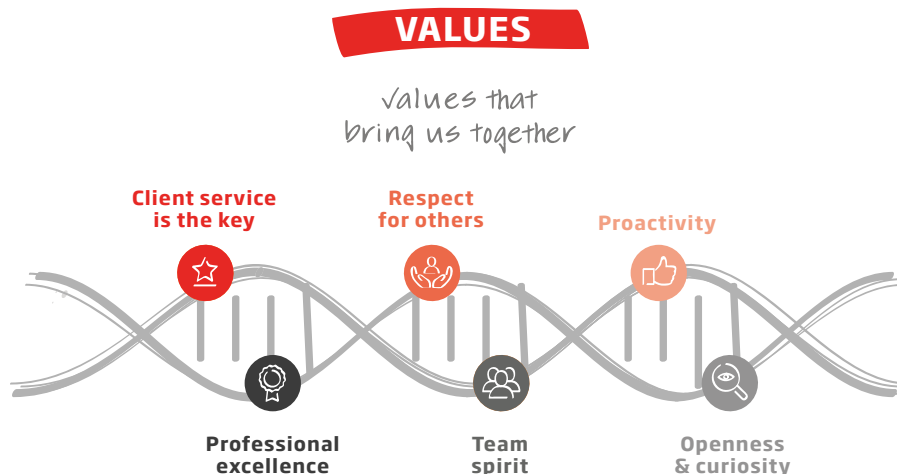 VALUES
values that
bring us together
Client service
is the key
Respect
for others
Proactivity
Professional
excellence
Team
spirit
Openness
& curiosity